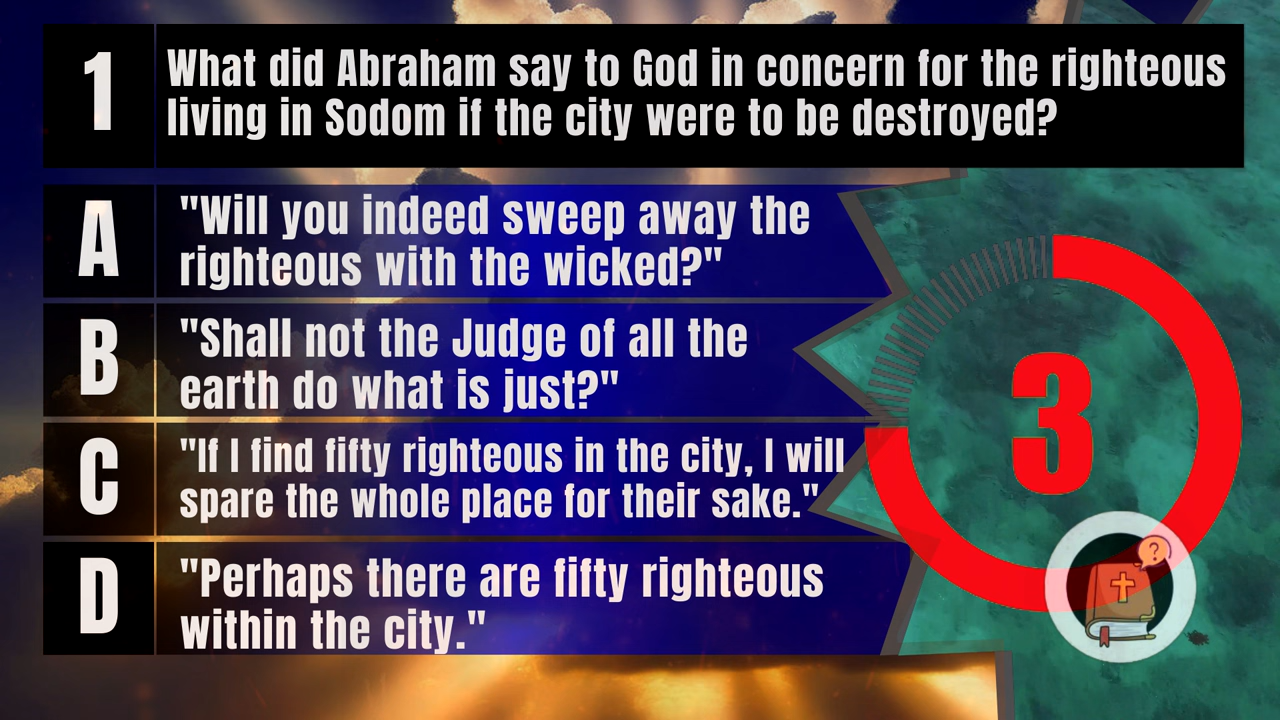 1
What did Abraham say to God in concern for the righteous
living in Sodom if the city were to be destroyed?
A
"Will you indeed sweep away the
righteous with the wicked?"
B
"Shall not the Judge of all the
earth do what is just?"
C
"If I find fifty righteous in the city, I will
spare the whole place for their sake."
D
"Perhaps there are fifty righteous
within the city."
3
?